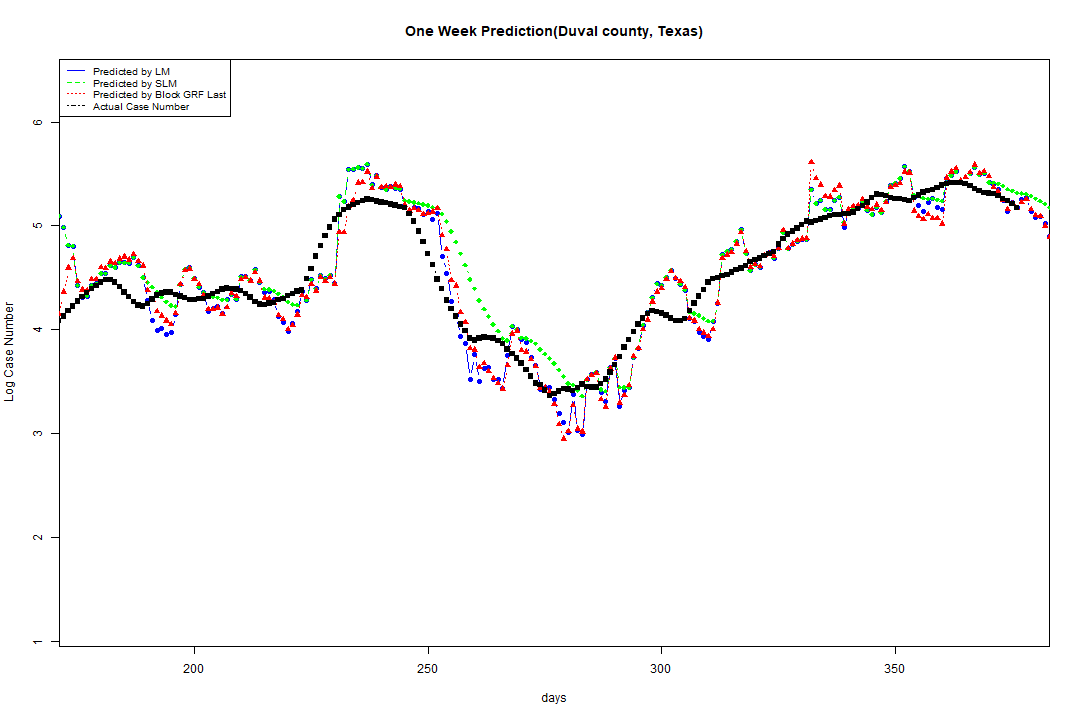 One Week Prediction(Duval county, Texas)
Predicted by LM
Predicted by SLM
Predicted by Block GRF Last
Actual Case Number
6
5
4
3
2
1
Log Case Number
200 250 300 350
days